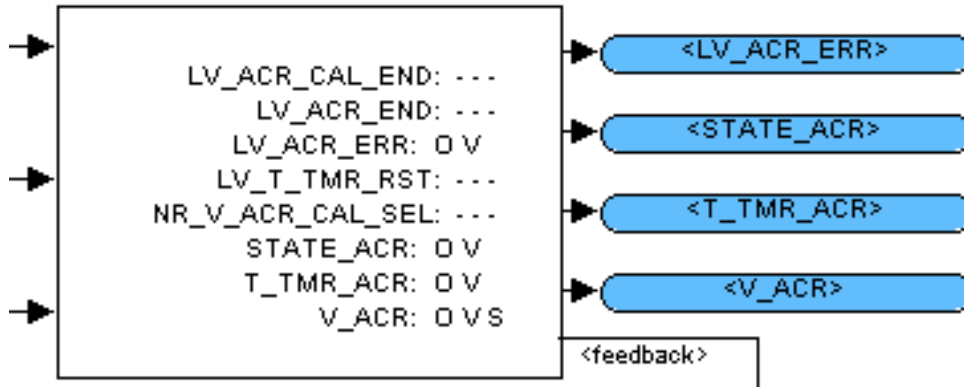 LV_ACR_CAL_END: ---
LV_ACR_END: ---
LV_ACR_ERR: O V
LV_T_TMR_RST: ---
NR_V_ACR_CAL_SEL: ---
STATE_ACR: O V
T_TMR_ACR: O V
V_ACR: O V S
<LV_ACR_ERR>
<STATE_ACR>
<T_TMR_ACR>
<V_ACR>
<feedback>